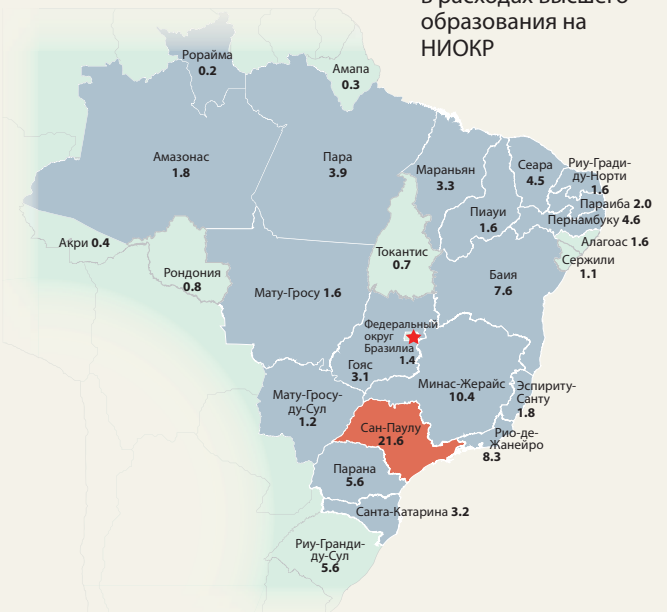 в расходах высшего
образования на
НИОКР
Рорайма
0.2
Амапа
0.3
Амазонас
1.8
Пара
3.9
Мараньян
3.3
Сеара
4.5
Риу-Гради-
ду-Норти
1.6
Параиба 2.0
Пернамбуку 4.6
Пиауи
1.6
Алагоас 1.6
Сержили
1.1
Акри 0.4
Рондония
0.8
Токантис
0.7
Баия
7.6
Мату-Гросу 1.6
Федеральный
округ
Бразилиа
1.4
Гояс
3.1
Минас-Жерайс
10.4
Эспириту-
Санту
1.8
Мату-Гросу-
ду-Сул
1.2
Сан-Паулу
21.6
Рио-де-
Жанейро
8.3
Парана
5.6
Санта-Катарина 3.2
Риу-Гранди-
ду-Сул
5.6